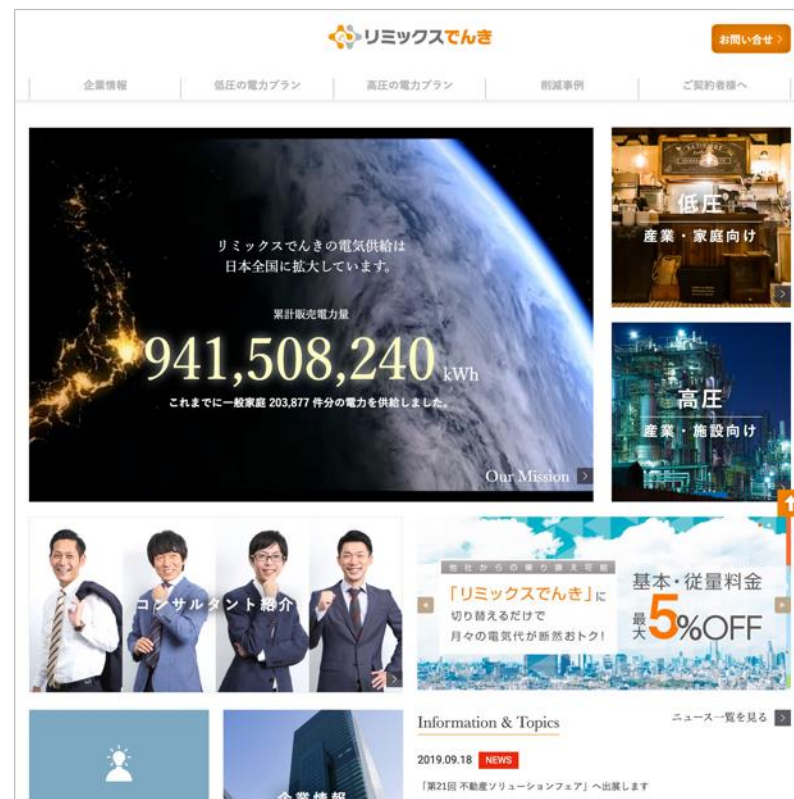 リミックスでんき
お問い合せ
企業情報
低圧の電力プラン
高圧の電力プラン
削減事例
ご契約者様へ
リミックスでんきの電気供給は
日本全国に拡大しています。
累計販売電力量
941,508,240 kWh
これまでに一般家庭 203,877 件分の電力を供給しました。
Our Mission
低圧
産業・家庭向け
高圧
産業・施設向け
コンサルタント紹介
他社からの乗り換え可能
「リミックスでんき」に
切り替えるだけで
月々の電気代が断然おトク!
基本・従量料金
最大5%OFF
企業情報
Information & Topics
ニュース一覧を見る
2019.09.18 NEWS
「第21回 不動産ソリューションフェア」へ出展します